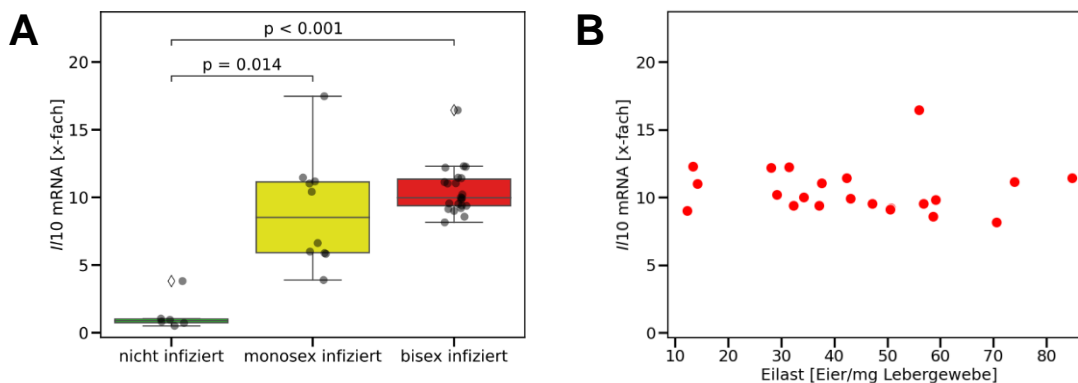 A
p < 0.001
p = 0.014
Il10 mRNA [x-fach]
20
15
10
5
0
nicht infiziert
monosex infiziert
bisex infiziert
B
Il10 mRNA [x-fach]
20
15
10
5
0
10 20 30 40 50 60 70 80
Eilast [Eier/mg Lebergewebe]